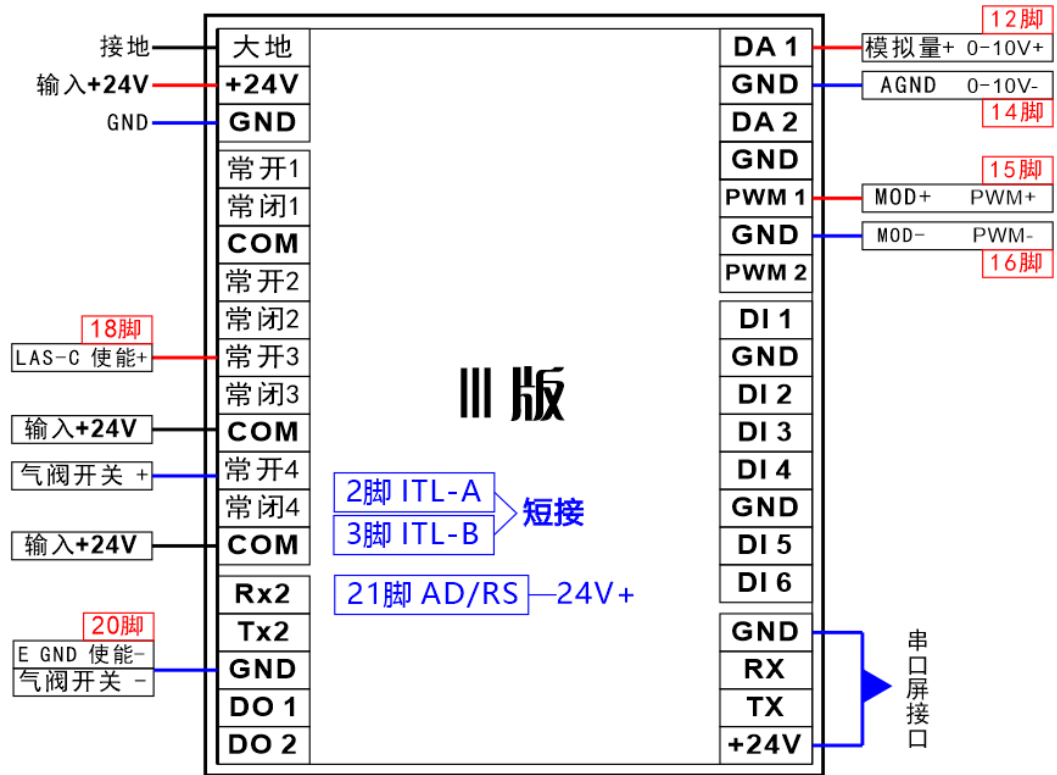 接地
输入+24V
GND
18脚
LAS-C 使能+
输入+24V
气阀开关 +
输入+24V
20脚
E GND 使能-
气阀开关 -
大地
+24V
GND
常开1
常闭1
COM
常开2
常闭2
常开3
常闭3
COM
常开4
常闭4
COM
Rx2
Tx2
GND
DO 1
DO 2
III 版
2脚 ITL-A
3脚 ITL-B
短接
21脚 AD/RS
24V+
DA 1
GND
DA 2
GND
PWM 1
GND
PWM 2
DI 1
GND
DI 2
DI 3
DI 4
GND
DI 5
DI 6
GND
RX
TX
+24V
12脚
模拟量+ 0-10V+
AGND 0-10V-
14脚
15脚
MOD+ PWM+
MOD- PWM-
16脚
串口屏接口